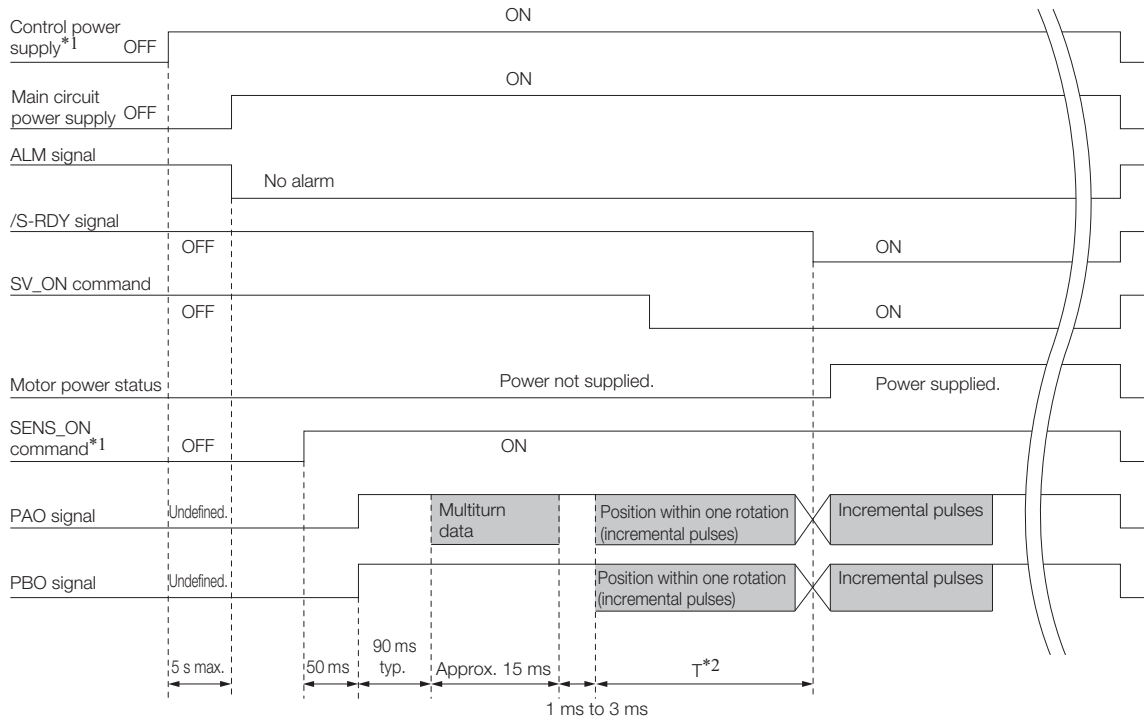 Control power
supply*1 OFF
ON
Main circuit
power supply OFF
ON
ALM signal
No alarm
/S-RDY signal
OFF
ON
SV_ON command
OFF
ON
Motor power status
Power not supplied.
Power supplied.
SENS_ON
command*1
OFF
ON
PAO signal
Undefined.
Multiturn
data
Position within one rotation
(incremental pulses)
Incremental pulses
PBO signal
Undefined.
Position within one rotation
(incremental pulses)
Incremental pulses
5 s max.
50 ms
90 ms
typ.
Approx. 15 ms
T*2
1 ms to 3 ms